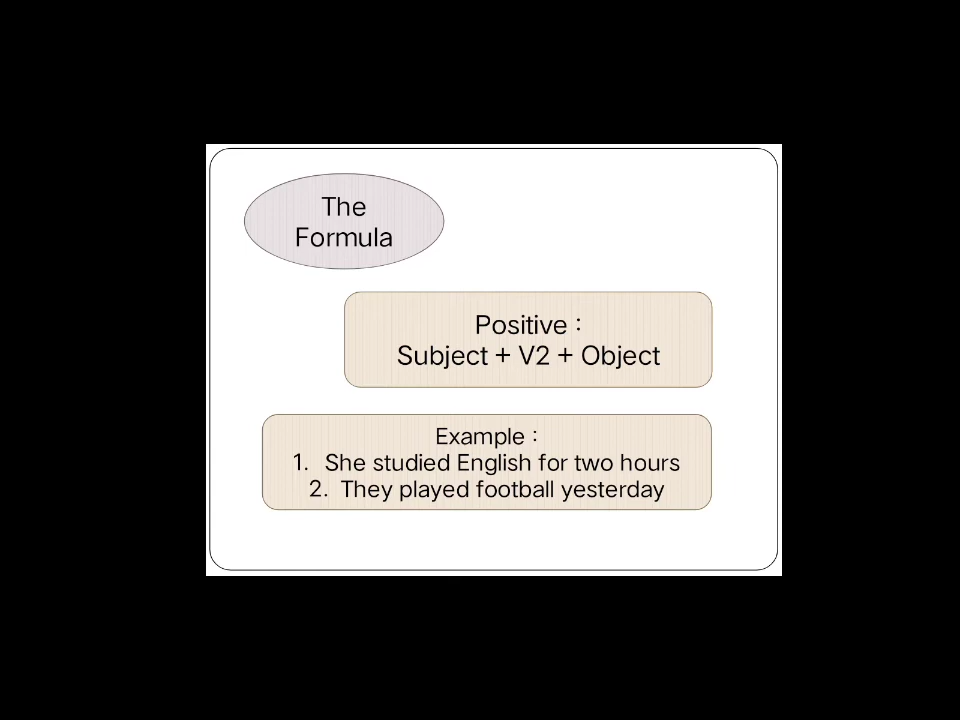 The
Formula
Positive :
Subject + V2 + Object
Example :
1. She studied English for two hours
2. They played football yesterday